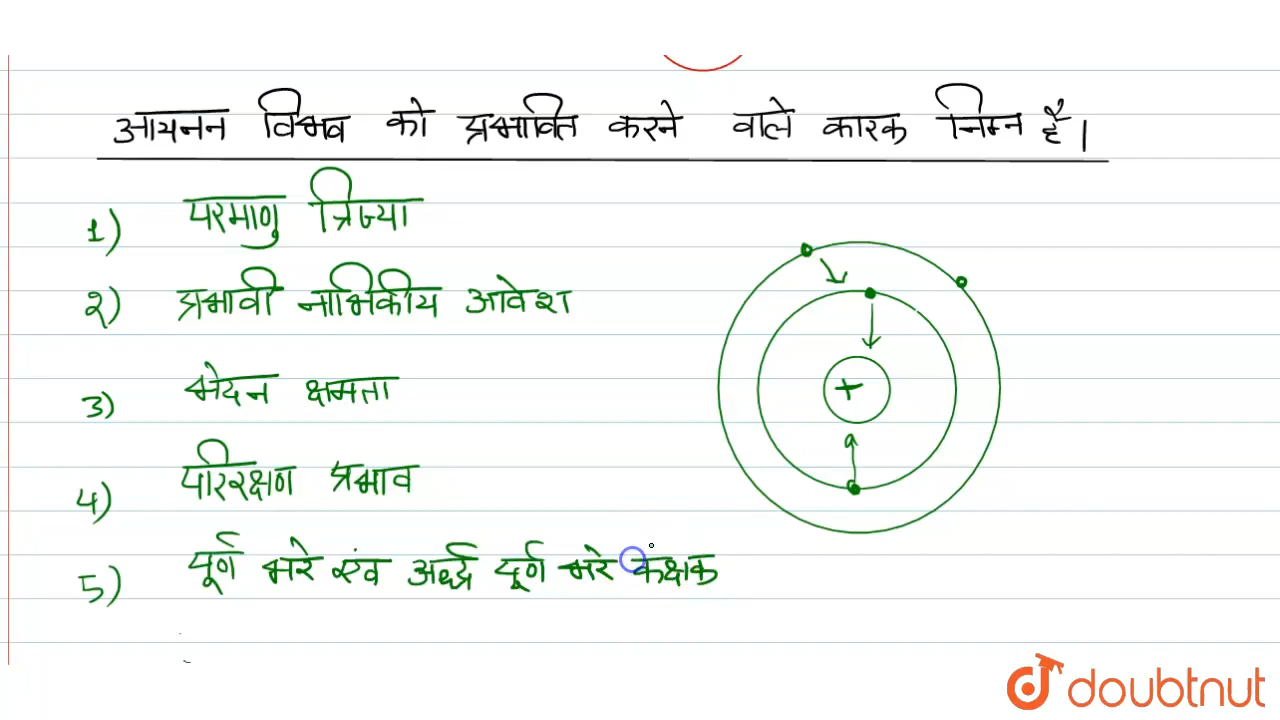 आयनन विभव को प्रभावित करने वाले कारक निम्न है।
1) परमाणु त्रिज्या
2) प्रभावी नाभिकीय आवेश
3) भेदन क्षमता
4) परिरक्षण प्रभाव
5) पूर्ण भरे एंव अर्द्ध पूर्ण भरे कक्षक
+
doubtnut